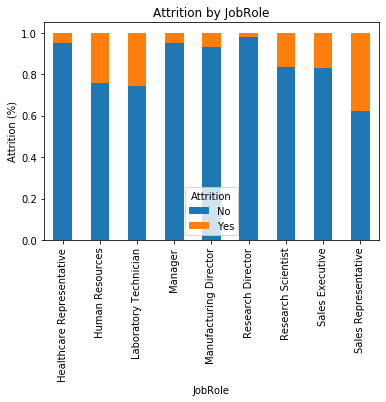 Attrition by JobRole
Attrition (%)
1.0
0.8
0.6
0.4
0.2
0.0
Attrition
No
Yes
Healthcare Representative
Human Resources
Laboratory Technician
Manager
Manufacturing Director
Research Director
Research Scientist
Sales Executive
Sales Representative
JobRole